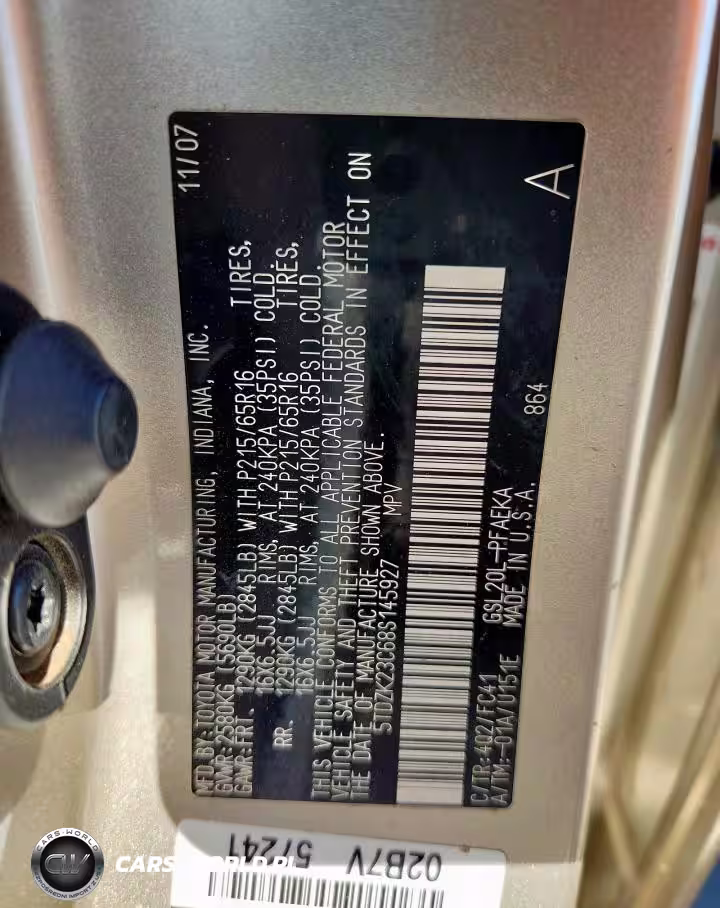 MFD.BY:TOYOTA MOTOR MANUFACTURING, INDIANA, INC. 11/07
GVWR:2580KG (5690LB)
GAWR:FRT. 1290KG (2845LB) WITH P215/65R16 TIRES,
16X6.5JJ RIMS, AT 240KPA (35PSI) COLD.
RR. 1290KG (2845LB) WITH P215/65R16 TIRES,
16X6.5JJ RIMS, AT 240KPA (35PSI) COLD.
THIS VEHICLE CONFORMS TO ALL APPLICABLE FEDERAL MOTOR
VEHICLE SAFETY AND THEFT PREVENTION STANDARDS IN EFFECT ON
THE DATE OF MANUFACTURE SHOWN ABOVE.
5TDZK23C68S145927 MPV
C/TR:4Q2/FC41 GSL20L-PFAEKA
A/TM:-01A/U151E MADE IN U.S.A. 864
A
02B7V 57241
CARS-WORLD
CW
CARS-WORLD.PL